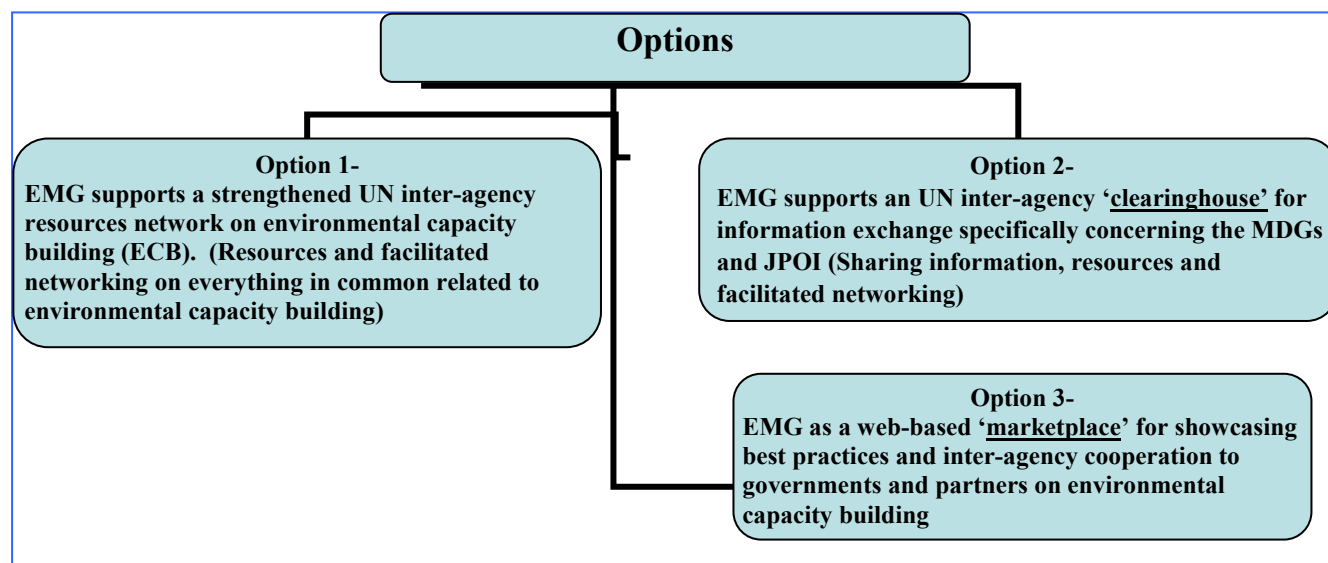 Options
Option 1-
EMG supports a strengthened UN inter-agency
resources network on environmental capacity
building (ECB).  (Resources and facilitated
networking on everything in common related to
environmental capacity building)
Option 2-
EMG supports an UN inter-agency ‘clearinghouse’ for
information exchange specifically concerning the MDGs
and JPOI (Sharing information, resources and
facilitated networking)
Option 3-
EMG as a web-based ‘marketplace’ for showcasing
best practices and inter-agency cooperation to
governments and partners on environmental
capacity building